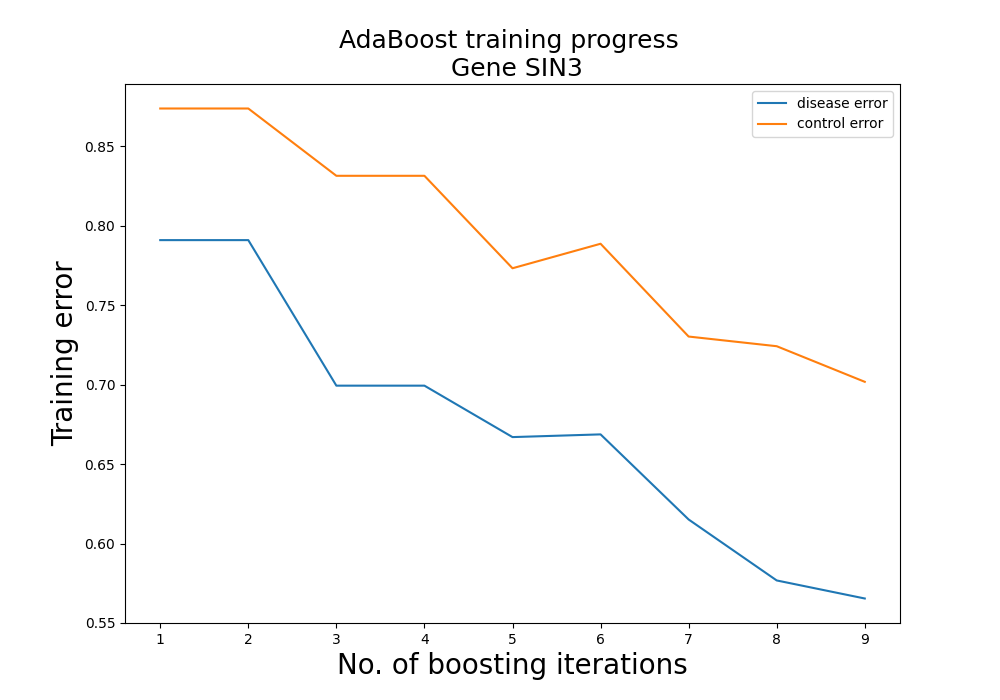 AdaBoost training progress
Gene SIN3
disease error
control error
Training error
0.85
0.80
0.75
0.70
0.65
0.60
0.55
1 2 3 4 5 6 7 8 9
No. of boosting iterations